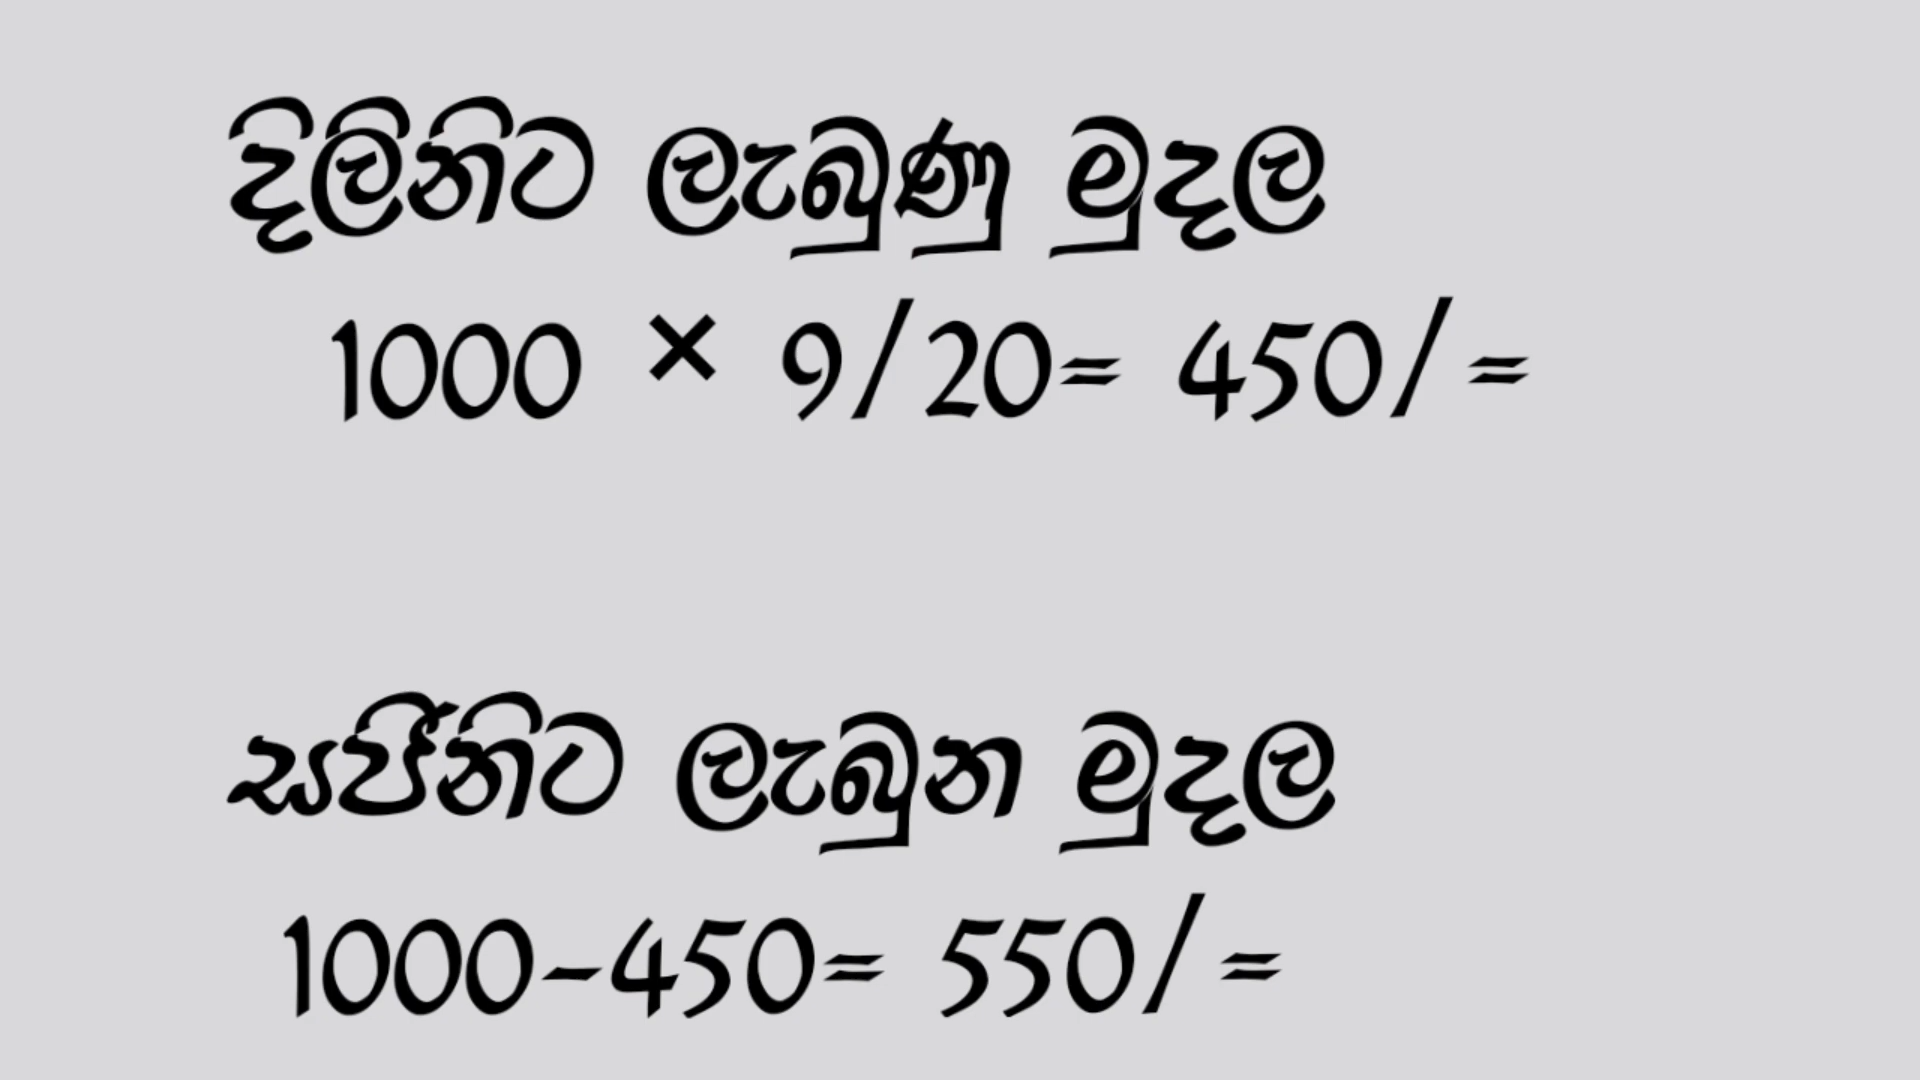 දිලිනිට ලැබුණු මුදල
1000 × 9/20= 450/=
සජිනිට ලැබුන මුදල
1000-450= 550/=